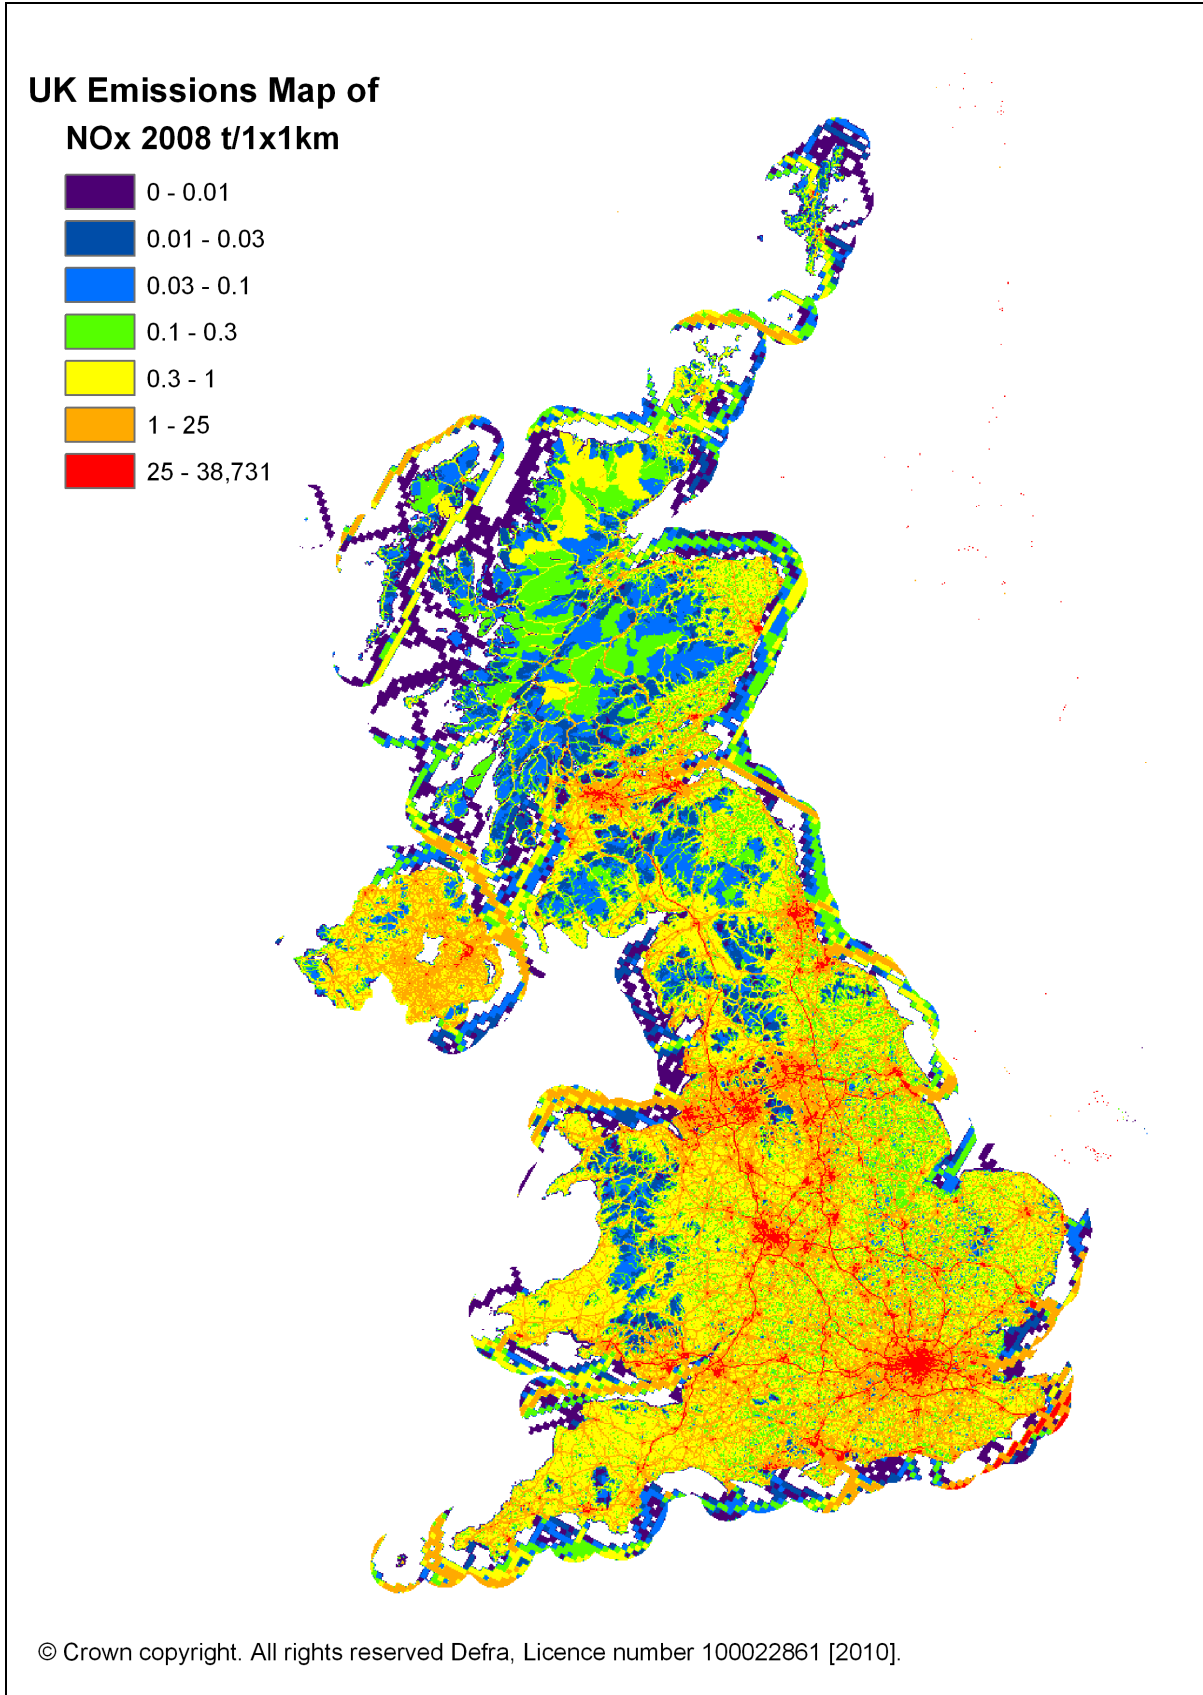 UK Emissions Map of
NOx 2008 t/1x1km
0 - 0.01
0.01 - 0.03
0.03 - 0.1
0.1 - 0.3
0.3 - 1
1 - 25
25 - 38,731
© Crown copyright. All rights reserved Defra, Licence number 100022861 [2010].